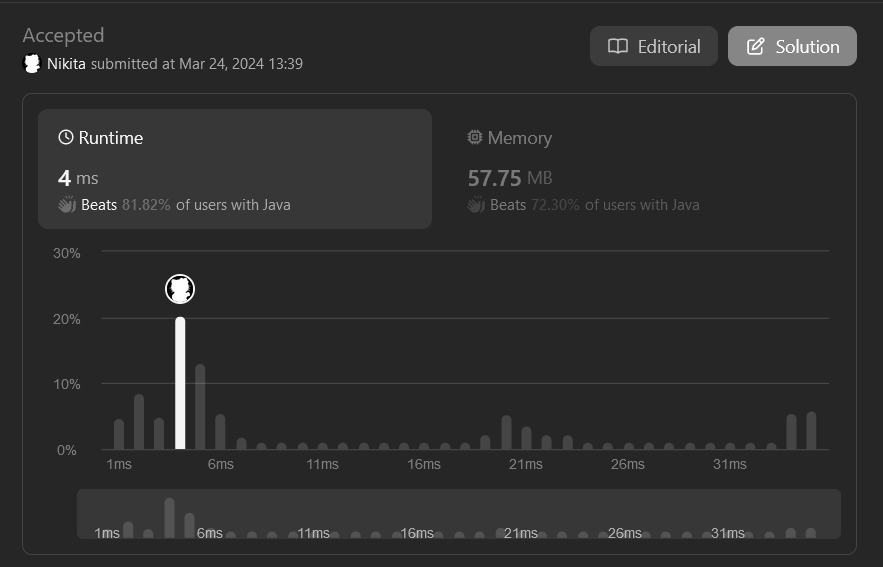 Accepted
Editorial
Solution
Nikita submitted at Mar 24, 2024 13:39
Runtime
Memory
4 ms
57.75 MB
Beats 81.82% of users with Java
Beats 72.30% of users with Java
30%
20%
10%
0%
1ms 6ms 11ms 16ms 21ms 26ms 31ms
1ms 6ms 11ms 16ms 21ms 26ms 31ms